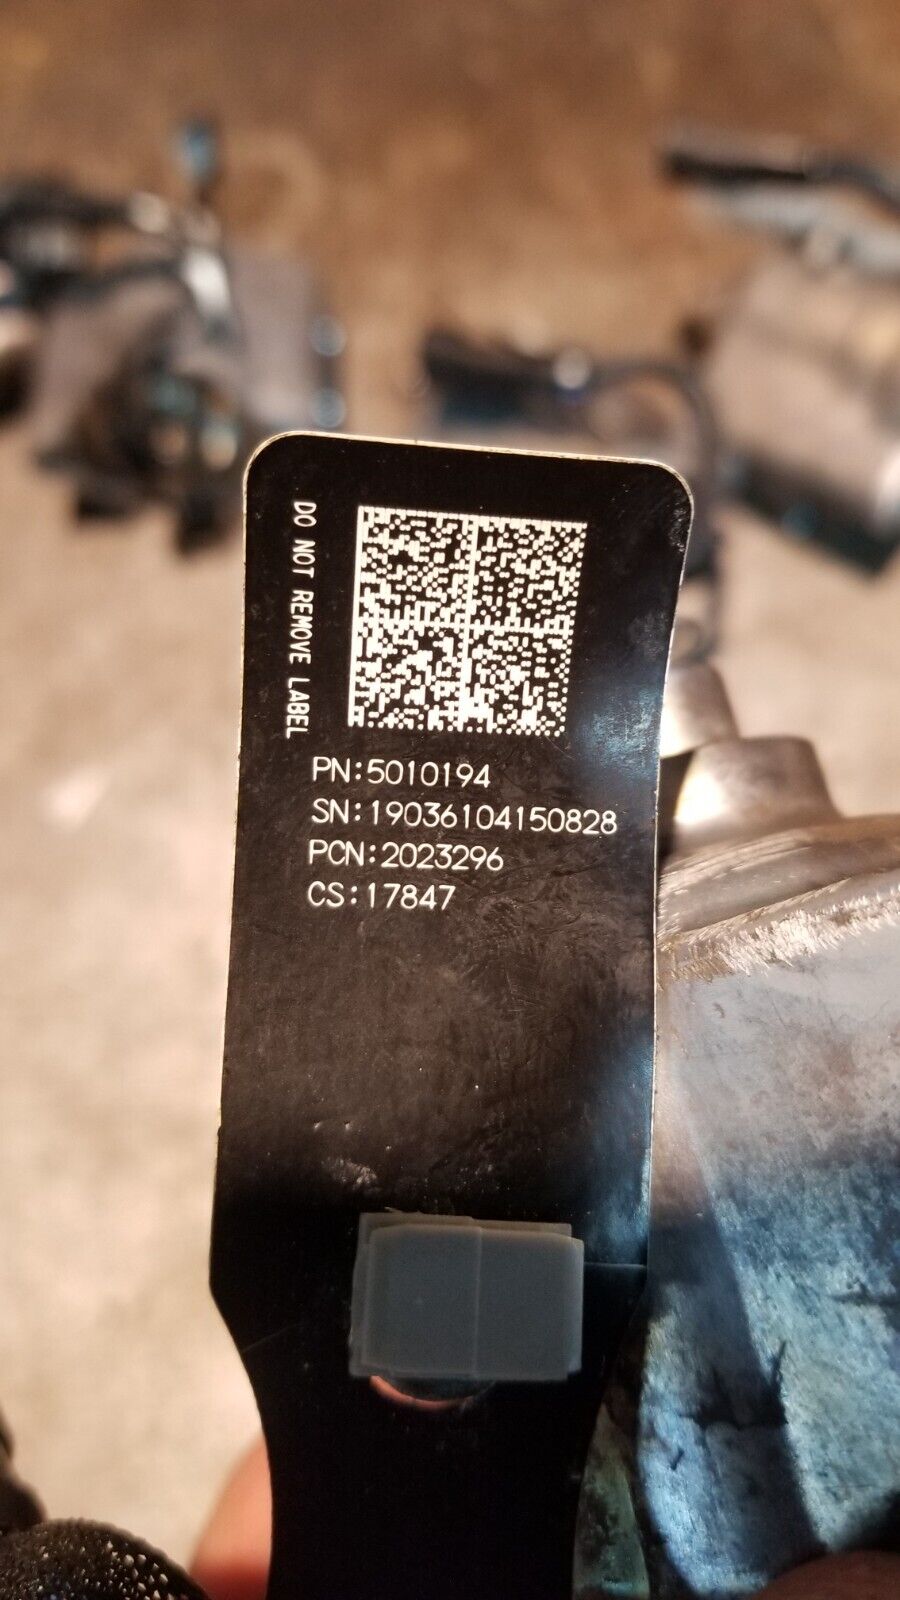 DO NOT REMOVE LABEL
PN:5010194
SN:19036104150828
PCN:2023296
CS:17847